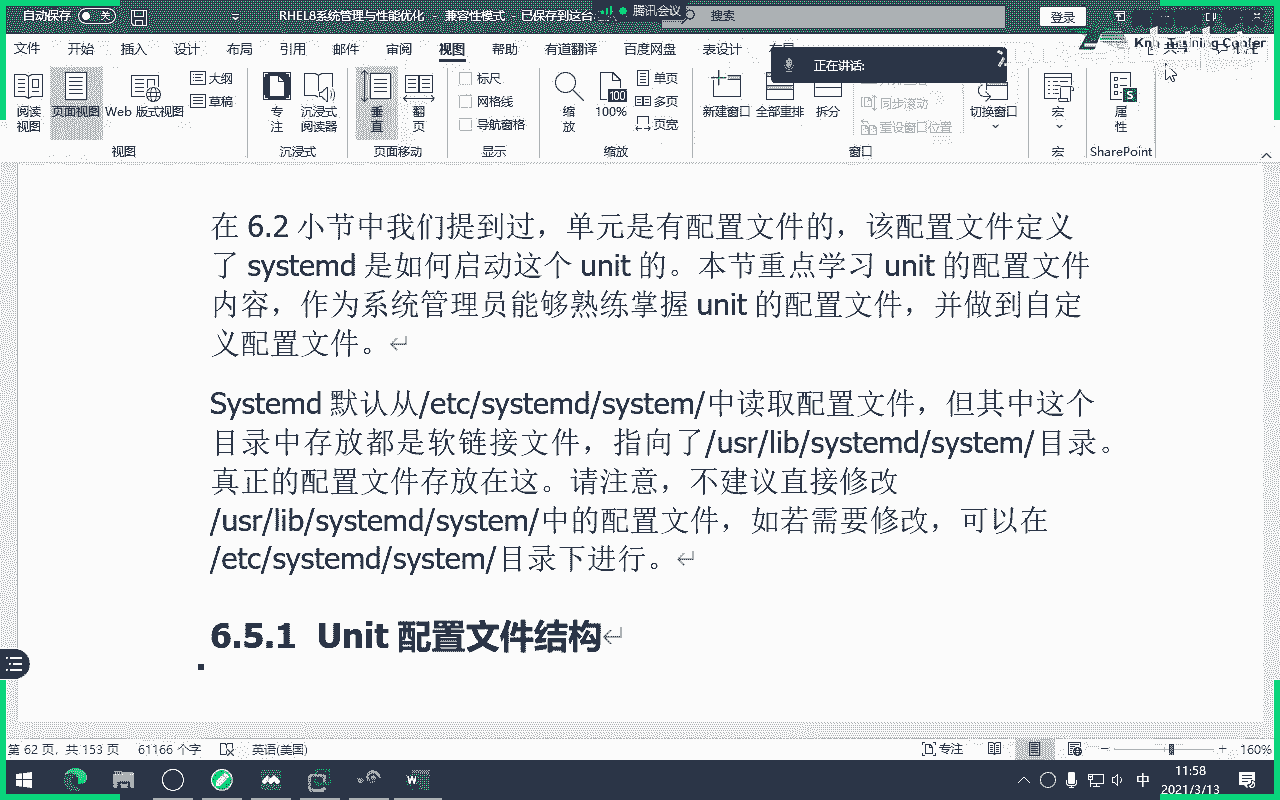 自动保存 关 RHEL8系统管理与性能优化 - 兼容性模式 - 已保存到这台 腾讯会议 搜索 登录
文件 开始 插入 设计 布局 引用 邮件 审阅 视图 帮助 有道翻译 百度网盘 表设计 布局
正在讲话:
阅读视图 页面视图 Web 版式视图 大纲 草稿
专注 沉浸式阅读器
垂直 翻页
标尺 网格线 导航窗格
缩放 100% 单页 多页 页宽
新建窗口 全部重排 拆分 同步滚动 重设窗口位置 切换窗口
宏 属性
视图 沉浸式 页面移动 显示 缩放 窗口 宏 SharePoint
在 6.2 小节中我们提到过，单元是有配置文件的，该配置文件定义
了 systemd 是如何启动这个 unit 的。本节重点学习 unit 的配置文件
内容，作为系统管理员能够熟练掌握 unit 的配置文件，并做到自定
义配置文件。
Systemd 默认从/etc/systemd/system/中读取配置文件，但其中这个
目录中存放都是软链接文件，指向了/usr/lib/systemd/system/目录。
真正的配置文件存放在这。请注意，不建议直接修改
/usr/lib/systemd/system/中的配置文件，如若需要修改，可以在
/etc/systemd/system/目录下进行。
6.5.1 Unit 配置文件结构
第 62 页，共 153 页 61166 个字 英语(美国) 专注 160%
中 11:58
2021/3/13